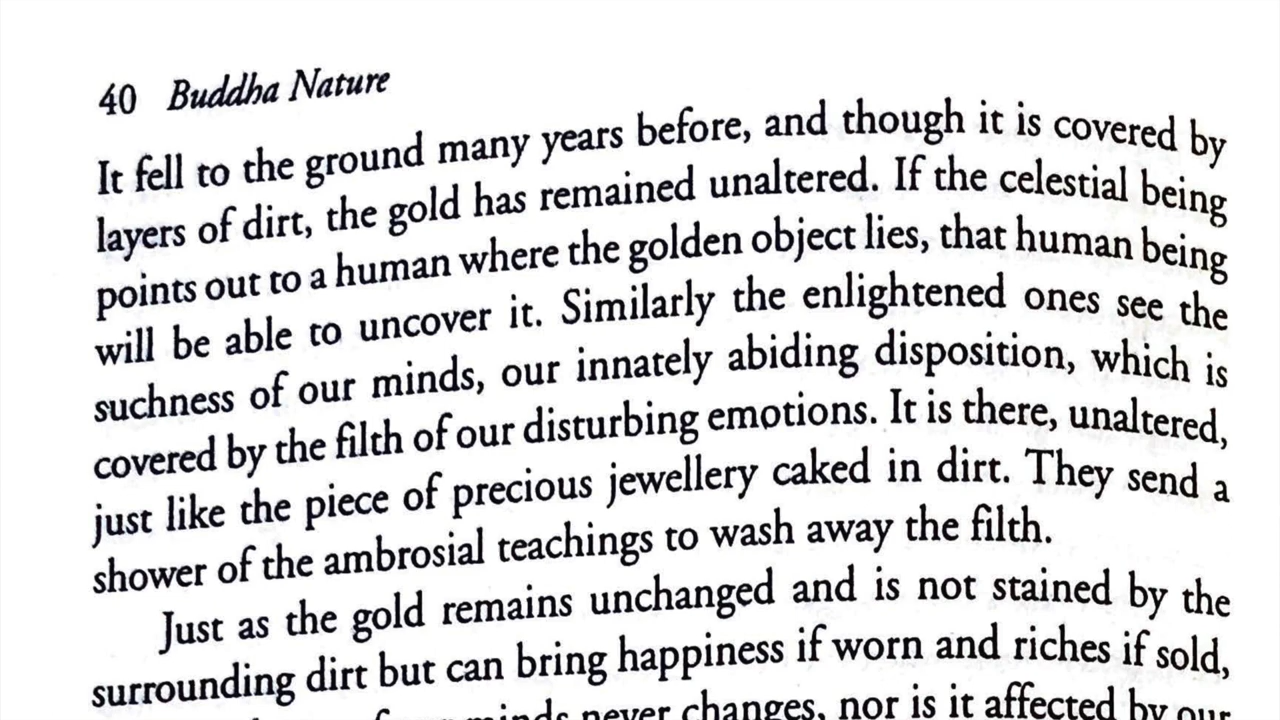 40 Buddha Nature
It fell to the ground many years before, and though it is covered by
layers of dirt, the gold has remained unaltered. If the celestial being
points out to a human where the golden object lies, that human being
will be able to uncover it. Similarly the enlightened ones see the
suchness of our minds, our innately abiding disposition, which is
covered by the filth of our disturbing emotions. It is there, unaltered,
just like the piece of precious jewellery caked in dirt. They send a
shower of the ambrosial teachings to wash away the filth.
Just as the gold remains unchanged and is not stained by the
surrounding dirt but can bring happiness if worn and riches if sold,
minds never changes, nor is it affected by our